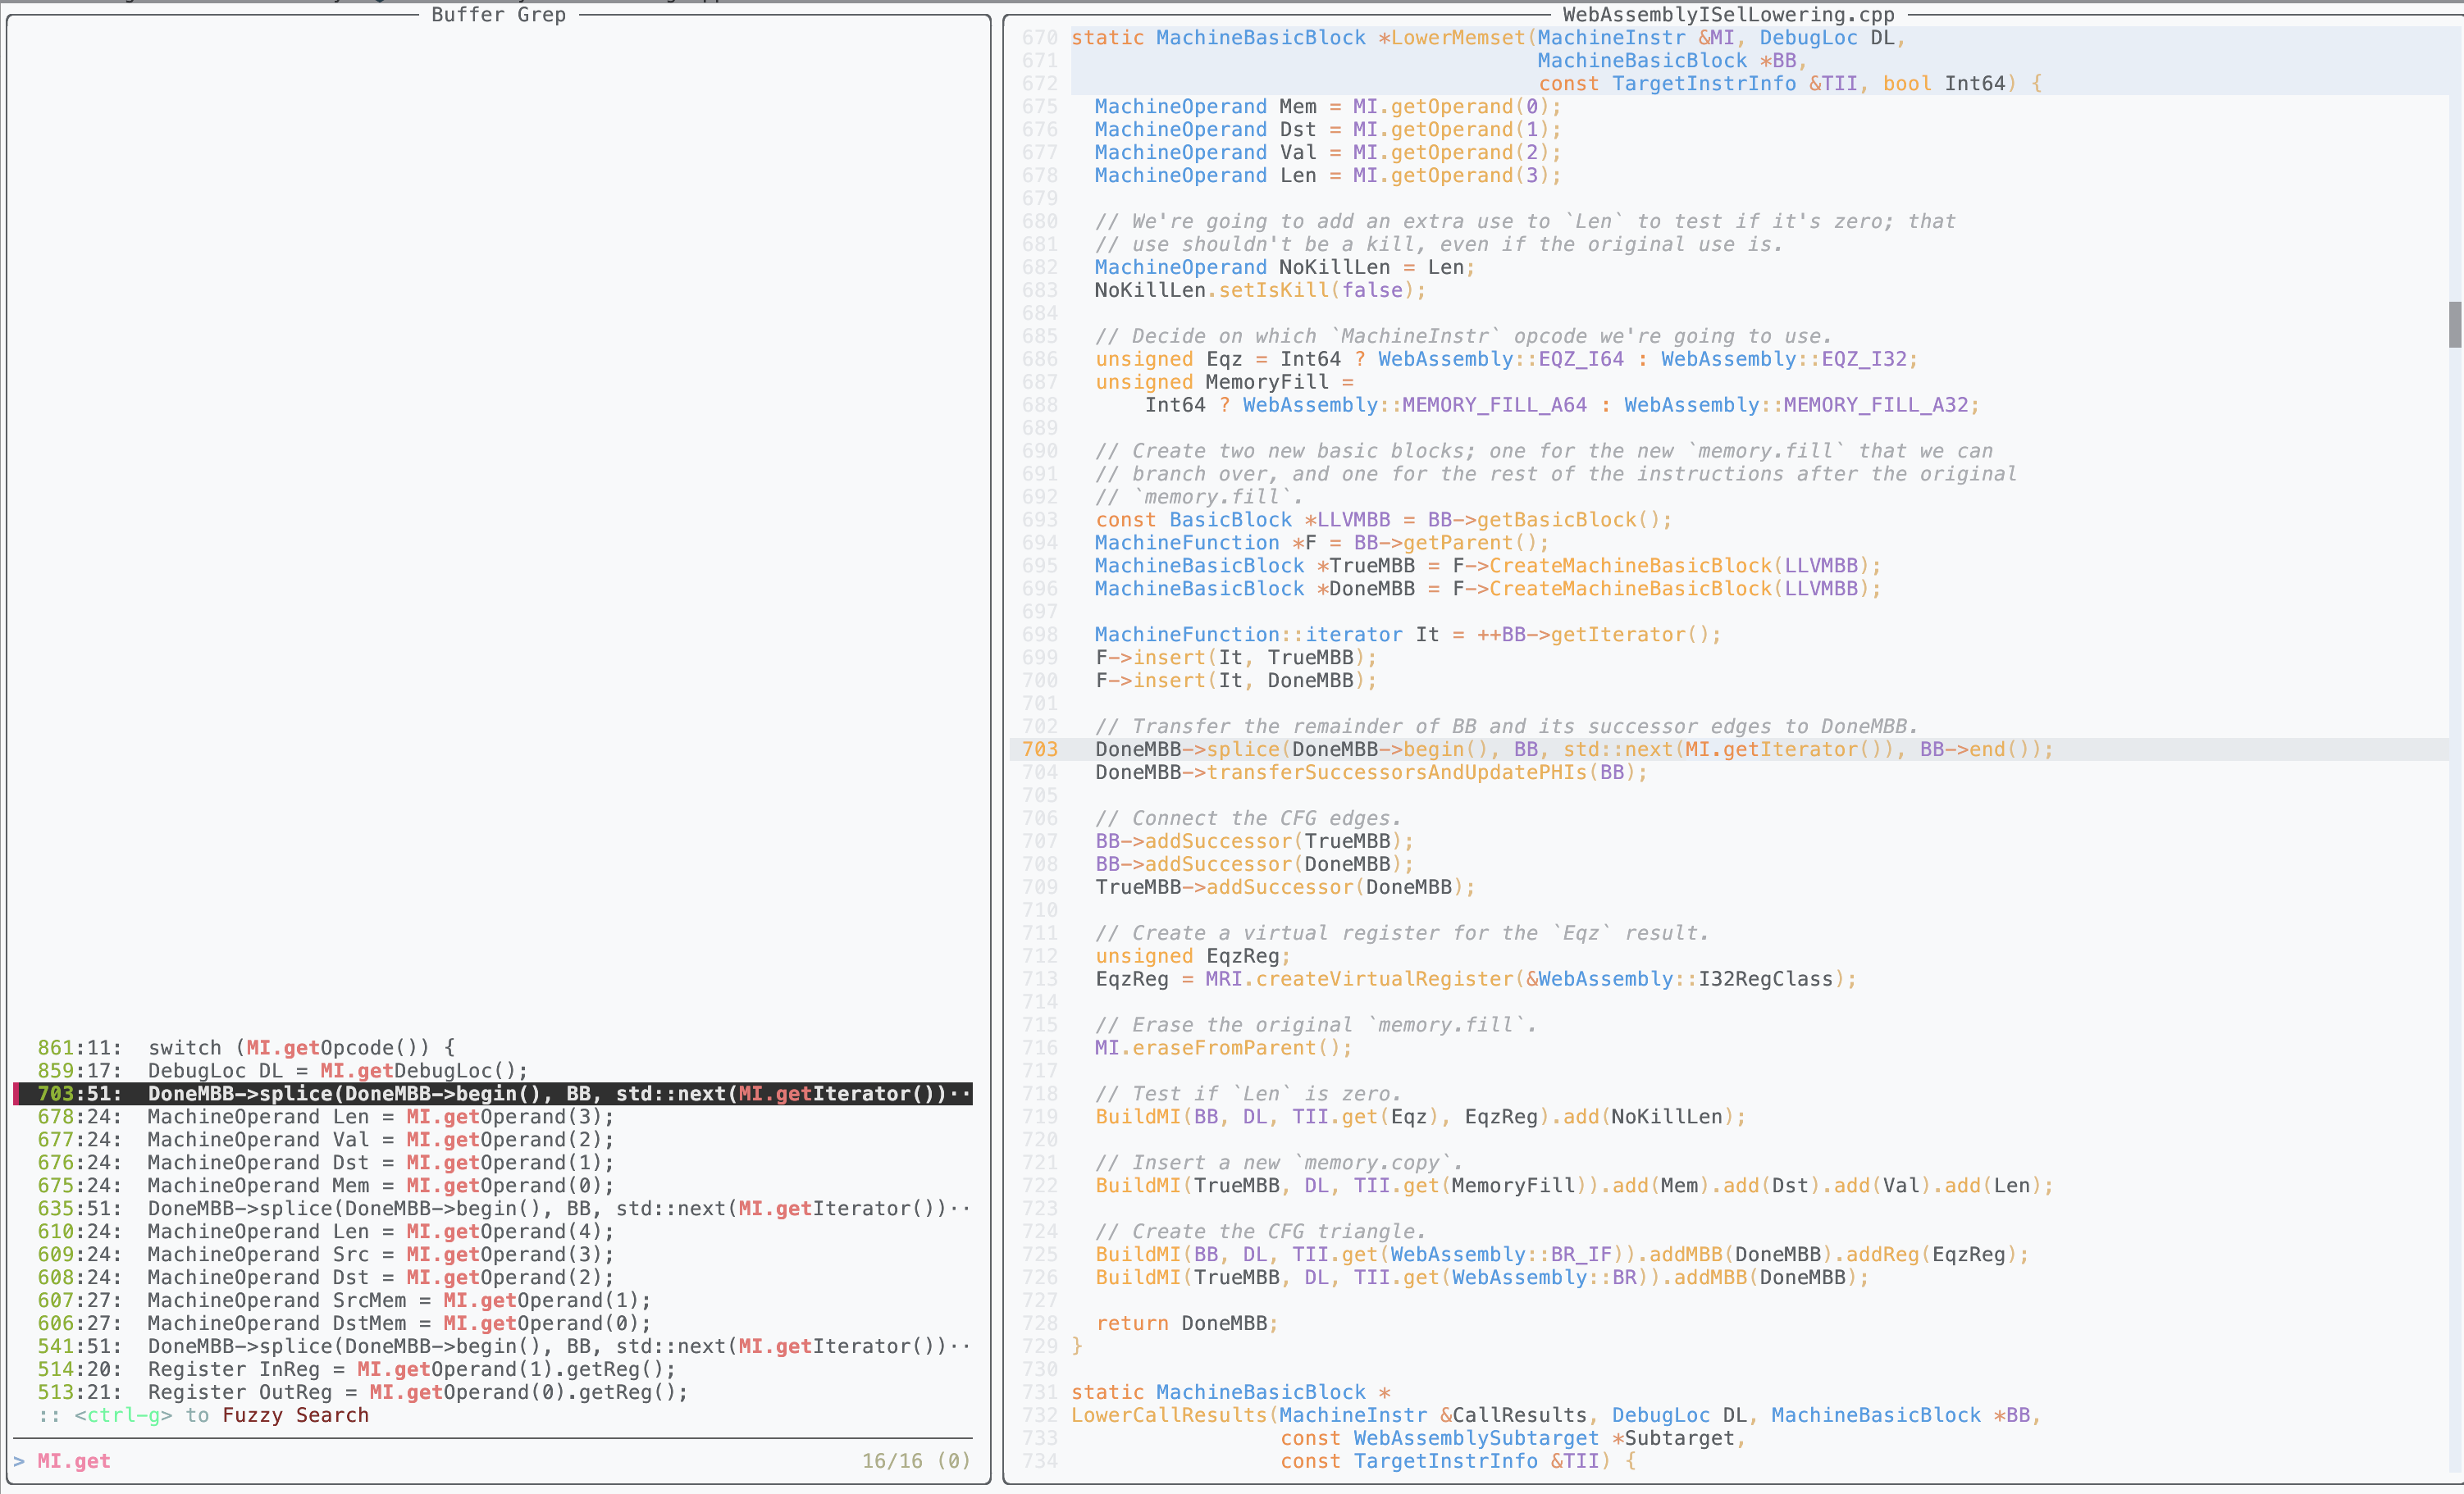 Buffer Grep
861:11:  switch (MI.getOpcode()) {
859:17:  DebugLoc DL = MI.getDebugLoc();
703:51:  DoneMBB->splice(DoneMBB->begin(), BB, std::next(MI.getIterator())··
678:24:  MachineOperand Len = MI.getOperand(3);
677:24:  MachineOperand Val = MI.getOperand(2);
676:24:  MachineOperand Dst = MI.getOperand(1);
675:24:  MachineOperand Mem = MI.getOperand(0);
635:51:  DoneMBB->splice(DoneMBB->begin(), BB, std::next(MI.getIterator())··
610:24:  MachineOperand Len = MI.getOperand(4);
609:24:  MachineOperand Src = MI.getOperand(3);
608:24:  MachineOperand Dst = MI.getOperand(2);
607:27:  MachineOperand SrcMem = MI.getOperand(1);
606:27:  MachineOperand DstMem = MI.getOperand(0);
541:51:  DoneMBB->splice(DoneMBB->begin(), BB, std::next(MI.getIterator())··
514:20:  Register InReg = MI.getOperand(1).getReg();
513:21:  Register OutReg = MI.getOperand(0).getReg();
:: <ctrl-g> to Fuzzy Search
> MI.get 16/16 (0)
WebAssemblyISelLowering.cpp
670 static MachineBasicBlock *LowerMemset(MachineInstr &MI, DebugLoc DL,
671                                       MachineBasicBlock *BB,
672                                       const TargetInstrInfo &TII, bool Int64) {
675   MachineOperand Mem = MI.getOperand(0);
676   MachineOperand Dst = MI.getOperand(1);
677   MachineOperand Val = MI.getOperand(2);
678   MachineOperand Len = MI.getOperand(3);
679
680   // We're going to add an extra use to `Len` to test if it's zero; that
681   // use shouldn't be a kill, even if the original use is.
682   MachineOperand NoKillLen = Len;
683   NoKillLen.setIsKill(false);
684
685   // Decide on which `MachineInstr` opcode we're going to use.
686   unsigned Eqz = Int64 ? WebAssembly::EQZ_I64 : WebAssembly::EQZ_I32;
687   unsigned MemoryFill =
688       Int64 ? WebAssembly::MEMORY_FILL_A64 : WebAssembly::MEMORY_FILL_A32;
689
690   // Create two new basic blocks; one for the new `memory.fill` that we can
691   // branch over, and one for the rest of the instructions after the original
692   // `memory.fill`.
693   const BasicBlock *LLVMBB = BB->getBasicBlock();
694   MachineFunction *F = BB->getParent();
695   MachineBasicBlock *TrueMBB = F->CreateMachineBasicBlock(LLVMBB);
696   MachineBasicBlock *DoneMBB = F->CreateMachineBasicBlock(LLVMBB);
697
698   MachineFunction::iterator It = ++BB->getIterator();
699   F->insert(It, TrueMBB);
700   F->insert(It, DoneMBB);
701
702   // Transfer the remainder of BB and its successor edges to DoneMBB.
703   DoneMBB->splice(DoneMBB->begin(), BB, std::next(MI.getIterator()), BB->end());
704   DoneMBB->transferSuccessorsAndUpdatePHIs(BB);
705
706   // Connect the CFG edges.
707   BB->addSuccessor(TrueMBB);
708   BB->addSuccessor(DoneMBB);
709   TrueMBB->addSuccessor(DoneMBB);
710
711   // Create a virtual register for the `Eqz` result.
712   unsigned EqzReg;
713   EqzReg = MRI.createVirtualRegister(&WebAssembly::I32RegClass);
714
715   // Erase the original `memory.fill`.
716   MI.eraseFromParent();
717
718   // Test if `Len` is zero.
719   BuildMI(BB, DL, TII.get(Eqz), EqzReg).add(NoKillLen);
720
721   // Insert a new `memory.copy`.
722   BuildMI(TrueMBB, DL, TII.get(MemoryFill)).add(Mem).add(Dst).add(Val).add(Len);
723
724   // Create the CFG triangle.
725   BuildMI(BB, DL, TII.get(WebAssembly::BR_IF)).addMBB(DoneMBB).addReg(EqzReg);
726   BuildMI(TrueMBB, DL, TII.get(WebAssembly::BR)).addMBB(DoneMBB);
727
728   return DoneMBB;
729 }
730
731 static MachineBasicBlock *
732 LowerCallResults(MachineInstr &CallResults, DebugLoc DL, MachineBasicBlock *BB,
733                  const WebAssemblySubtarget *Subtarget,
734                  const TargetInstrInfo &TII) {